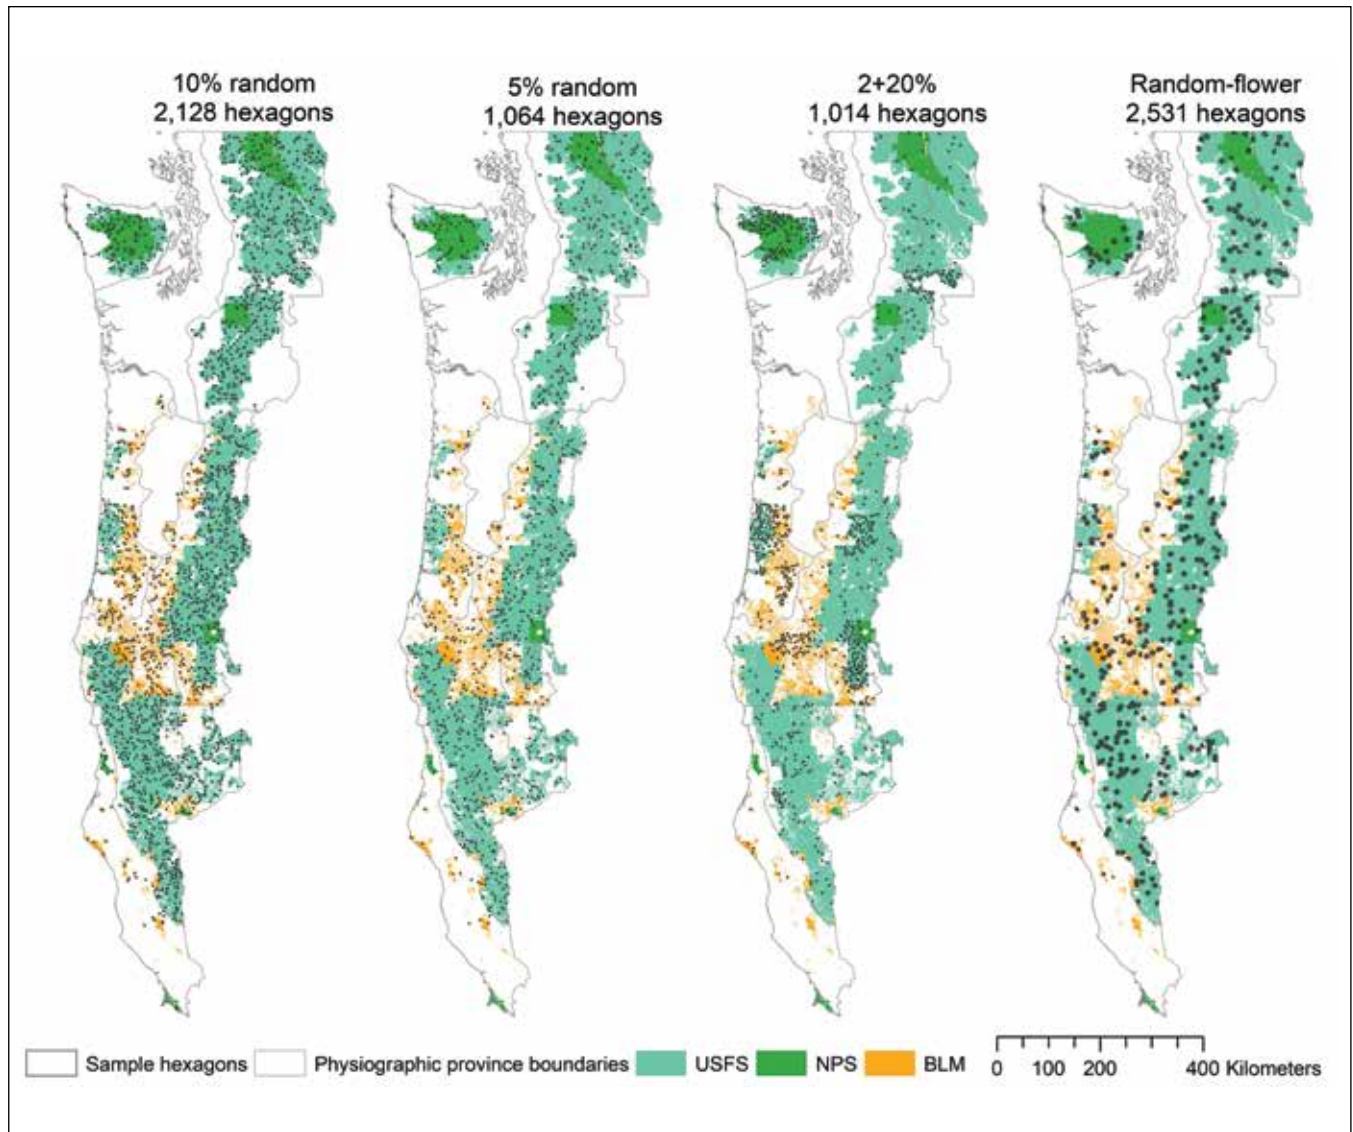 10% random
2,128 hexagons
5% random
1,064 hexagons
2+20%
1,014 hexagons
Random-flower
2,531 hexagons
Sample hexagons
Physiographic province boundaries
USFS
NPS
BLM
0 100 200 400 Kilometers